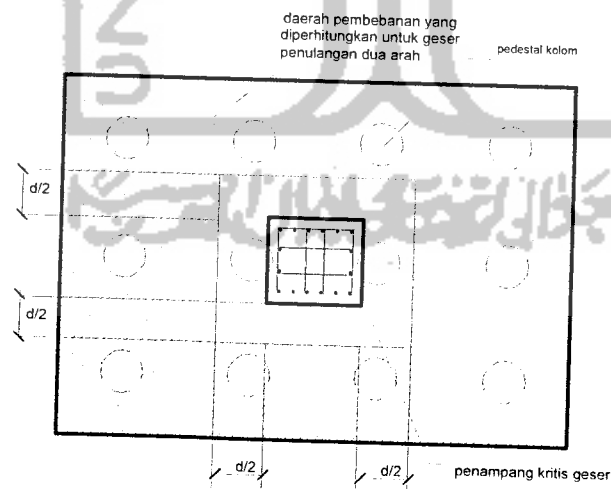 daerah pembebanan yang
diperhitungkan untuk geser
penulangan dua arah
pedestal kolom
d/2
d/2
d/2
d/2
penampang kritis geser